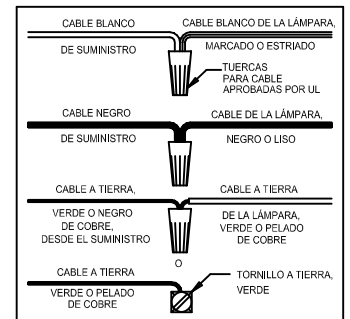 CABLE BLANCO
DE SUMINISTRO
CABLE BLANCO DE LA LÁMPARA,
MARCADO O ESTRIADO
TUERCAS
PARA CABLE
APROBADAS POR UL
CABLE NEGRO
DE SUMINISTRO
CABLE DE LA LÁMPARA,
NEGRO O LISO
CABLE A TIERRA,
VERDE O NEGRO
DE COBRE,
DESDE EL SUMINISTRO
CABLE A TIERRA
DE LA LÁMPARA,
VERDE O PELADO
DE COBRE
O
CABLE A TIERRA
VERDE O PELADO
DE COBRE
TORNILLO A TIERRA,
VERDE